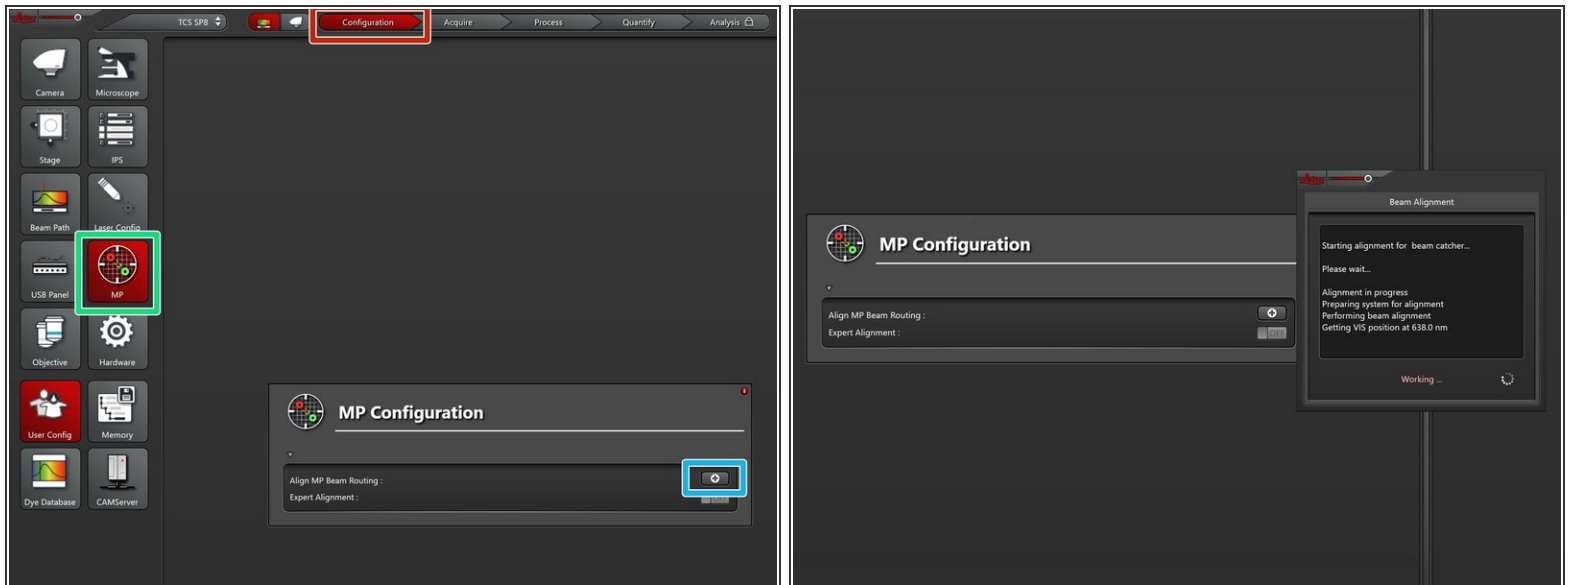 Leica
TCS SP8
Configuration
Acquire
Process
Quantify
Analysis
Camera
Microscope
Stage
IPS
Beam Path
Laser Config
USB Panel
MP
Objective
Hardware
User Config
Memory
Dye Database
CAMServer
MP Configuration
Align MP Beam Routing :
Expert Alignment :
MP Configuration
Align MP Beam Routing :
Expert Alignment :
OFF
Leica
Beam Alignment
Starting alignment for beam catcher...
Please wait...
Alignment in progress
Preparing system for alignment
Performing beam alignment
Getting VIS position at 638.0 nm
Working ...